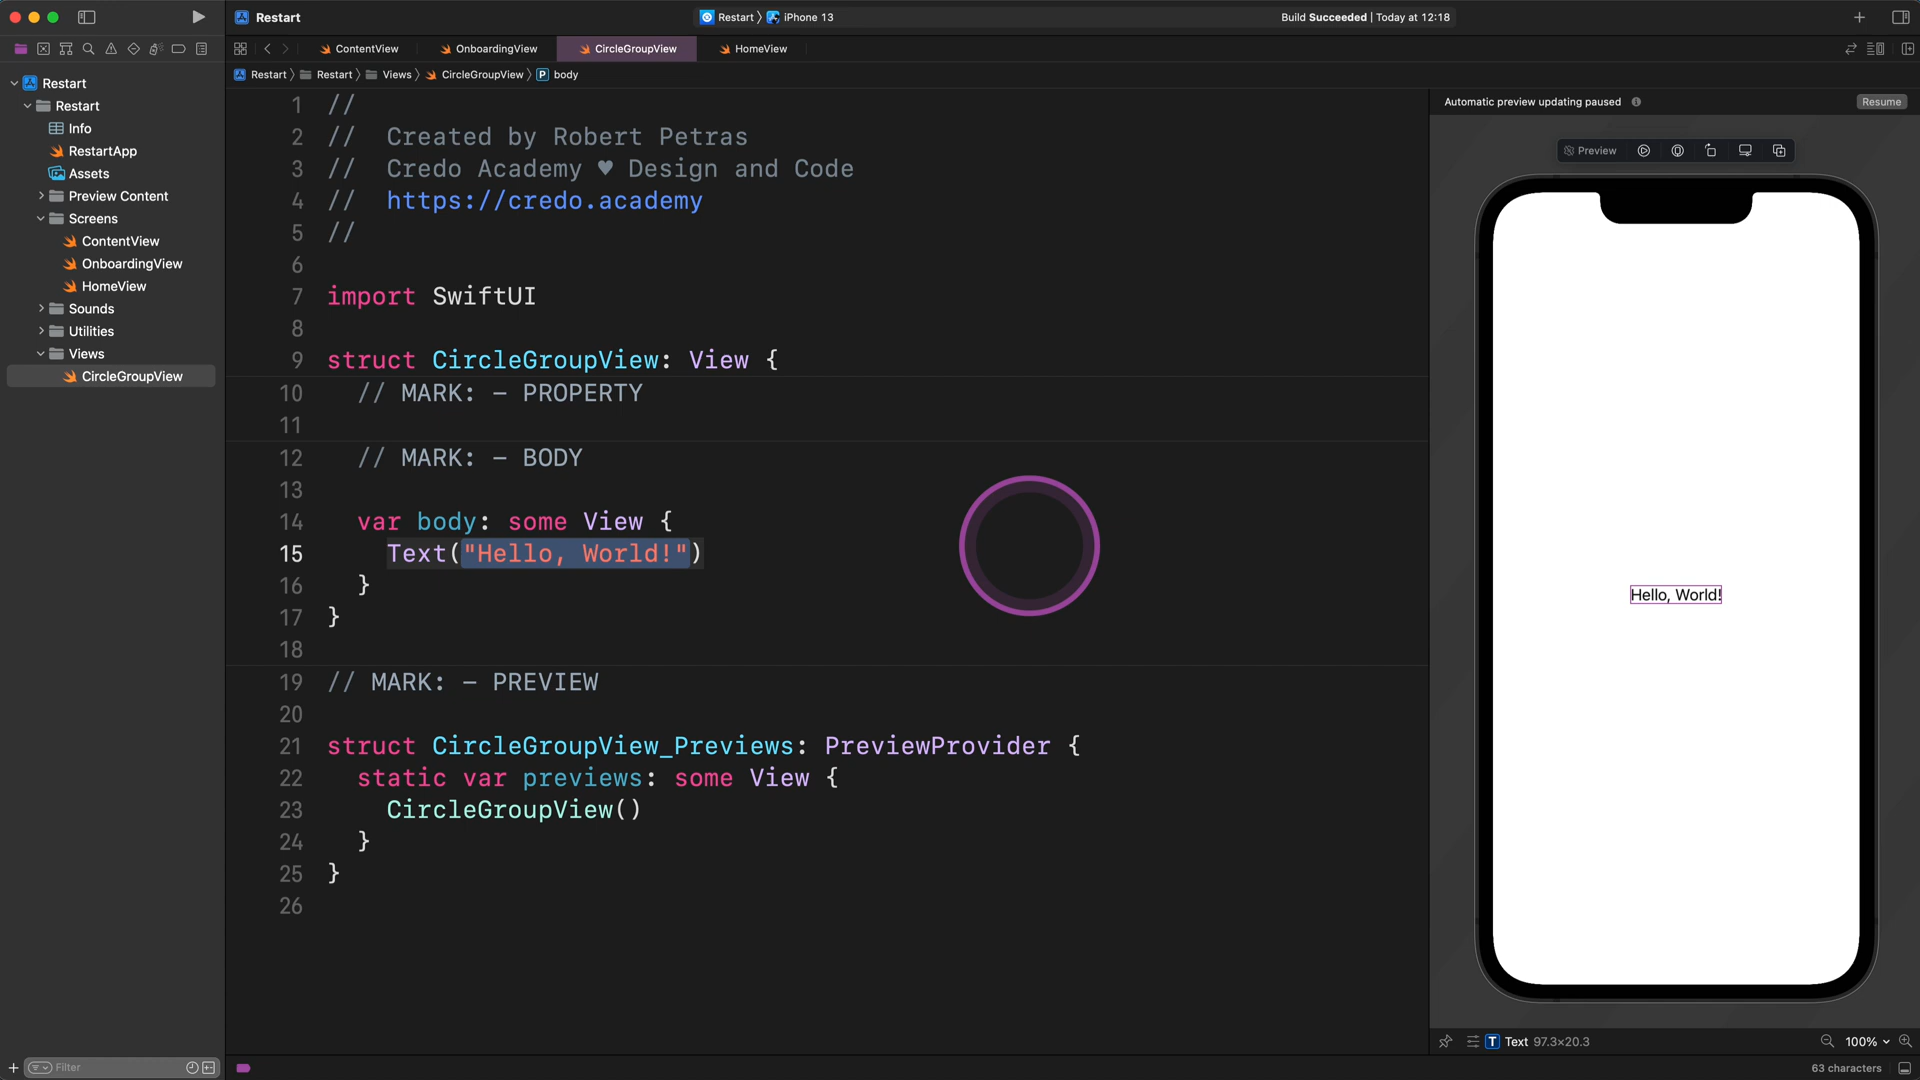 Restart
Restart 〉 iPhone 13
Build Succeeded | Today at 12:18
ContentView
OnboardingView
CircleGroupView
HomeView
Restart 〉 Restart 〉 Views 〉 CircleGroupView 〉 P body
Restart
Restart
Info
RestartApp
Assets
Preview Content
Screens
ContentView
OnboardingView
HomeView
Sounds
Utilities
Views
CircleGroupView
Filter
1 //
2 //  Created by Robert Petras
3 //  Credo Academy ♥ Design and Code
4 //  https://credo.academy
5 //
6
7 import SwiftUI
8
9 struct CircleGroupView: View {
10   // MARK: - PROPERTY
11
12   // MARK: - BODY
13
14   var body: some View {
15     Text("Hello, World!")
16   }
17 }
18
19 // MARK: - PREVIEW
20
21 struct CircleGroupView_Previews: PreviewProvider {
22   static var previews: some View {
23     CircleGroupView()
24   }
25 }
26
Automatic preview updating paused
Resume
Preview
Hello, World!
T Text 97.3×20.3
100%
63 characters